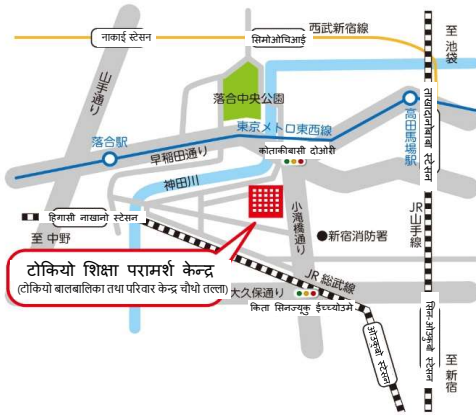 नाकाई स्टेसन
सिमोओचिआई
西武新宿線
至 池袋
山手通り
落合中央公園
東京メトロ東西線
落合駅
早稲田通り
कोताकीबासी दोओरी
高田馬場駅
神田川
हिगासी नाखानो स्टेसन
至 中野
小滝橋通り
新宿消防署
JR山手線
टोकियो शिक्षा परामर्श केन्द्र
(टोकियो बालबालिका तथा परिवार केन्द्र चौथो तल्ला)
JR 総武線
大久保通り
किता सिनज्युकु ईच्च्योउमे
ओउकुबो स्टेसन
सिन-ओउकुबो स्टेसन
至 新宿